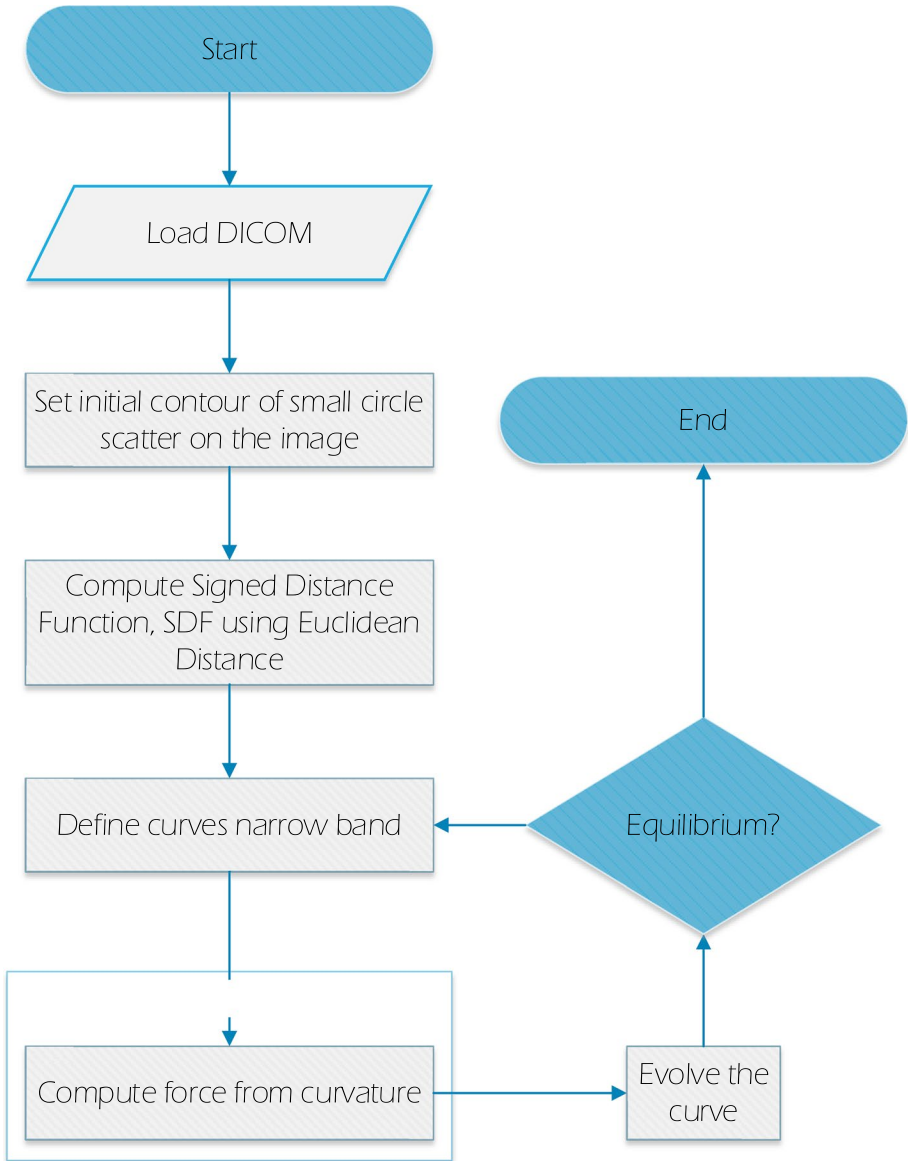 Start
Load DICOM
Set initial contour of small circle
scatter on the image
Compute Signed Distance
Function, SDF using Euclidean
Distance
Define curves narrow band
Compute force from curvature
Evolve the
curve
Equilibrium?
End